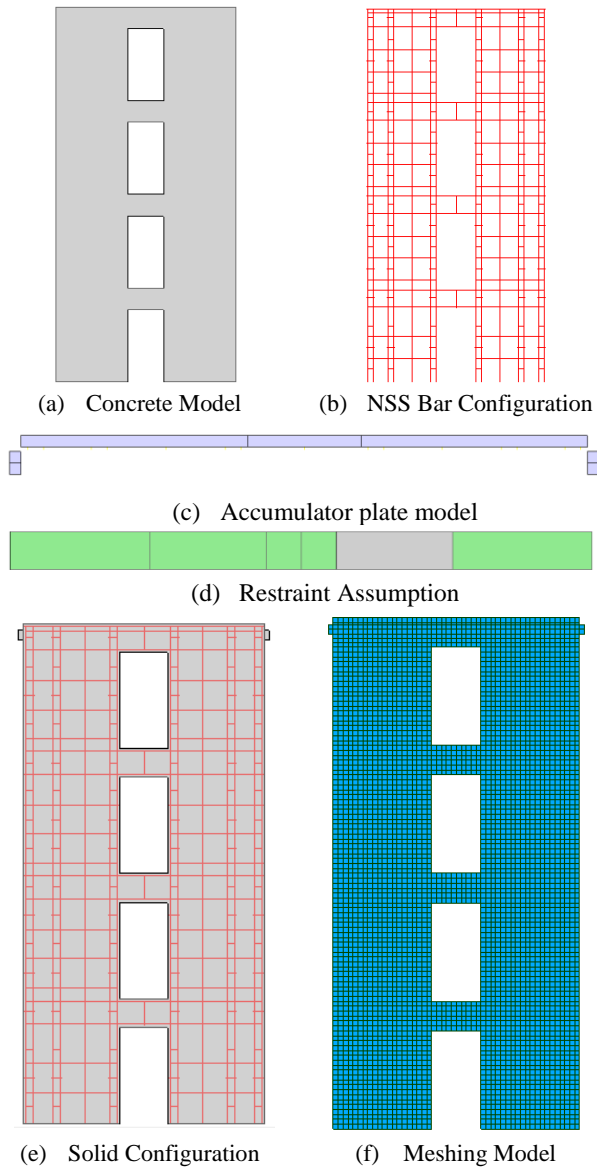 (a) Concrete Model
(b) NSS Bar Configuration
(c) Accumulator plate model
(d) Restraint Assumption
(e) Solid Configuration
(f) Meshing Model